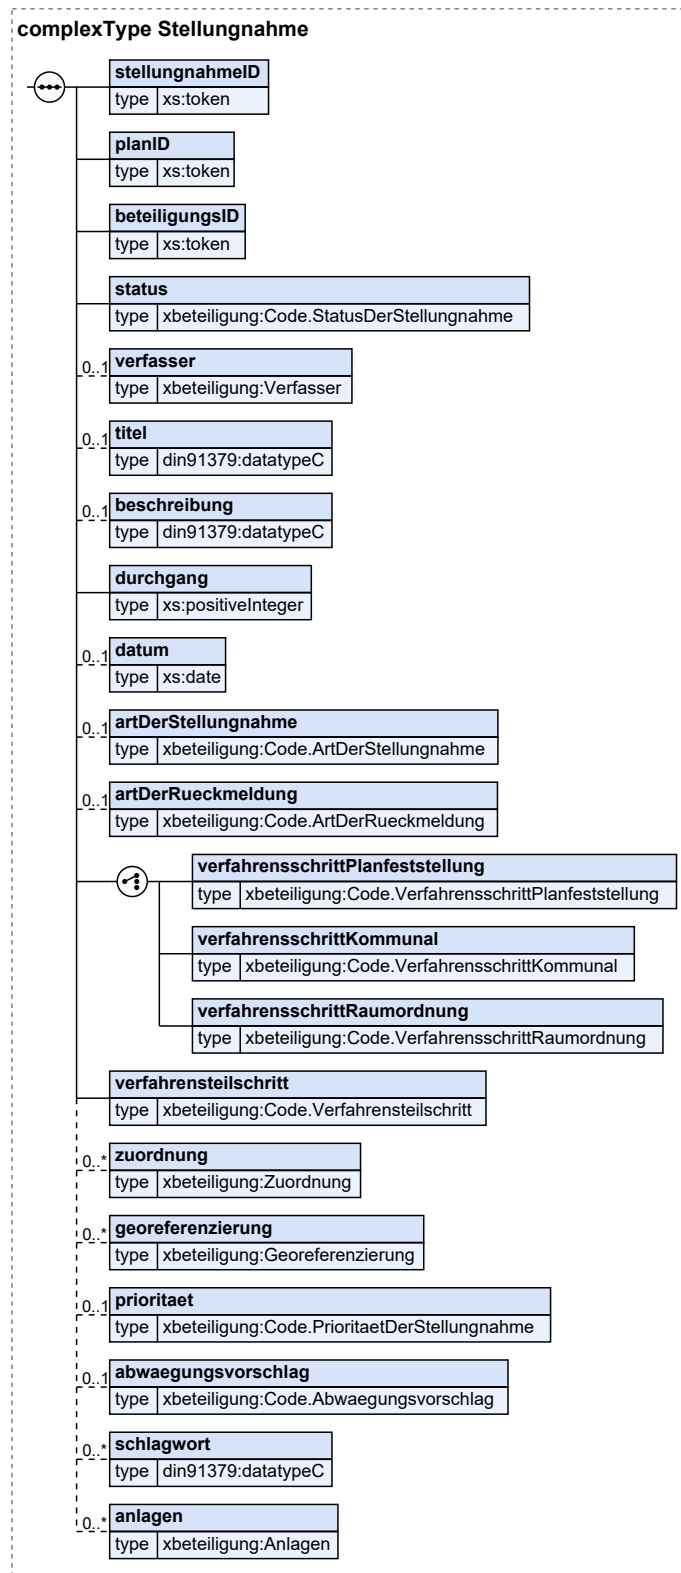 complexType Stellungnahme
stellungnahmeID
type xs:token
planID
type xs:token
beteiligungsID
type xs:token
status
type xbeteiligung:Code.StatusDerStellungnahme
0..1 verfasser
type xbeteiligung:Verfasser
0..1 titel
type din91379:datatypeC
0..1 beschreibung
type din91379:datatypeC
durchgang
type xs:positiveInteger
0..1 datum
type xs:date
0..1 artDerStellungnahme
type xbeteiligung:Code.ArtDerStellungnahme
0..1 artDerRueckmeldung
type xbeteiligung:Code.ArtDerRueckmeldung
verfahrensschrittPlanfeststellung
type xbeteiligung:Code.VerfahrensschrittPlanfeststellung
verfahrensschrittKommunal
type xbeteiligung:Code.VerfahrensschrittKommunal
verfahrensschrittRaumordnung
type xbeteiligung:Code.VerfahrensschrittRaumordnung
verfahrensteilschritt
type xbeteiligung:Code.Verfahrensteilschritt
0..* zuordnung
type xbeteiligung:Zuordnung
0..* georeferenzierung
type xbeteiligung:Georeferenzierung
0..1 prioritaet
type xbeteiligung:Code.PrioritaetDerStellungnahme
0..1 abwaegungsvorschlag
type xbeteiligung:Code.Abwaegungsvorschlag
0..* schlagwort
type din91379:datatypeC
0..* anlagen
type xbeteiligung:Anlagen